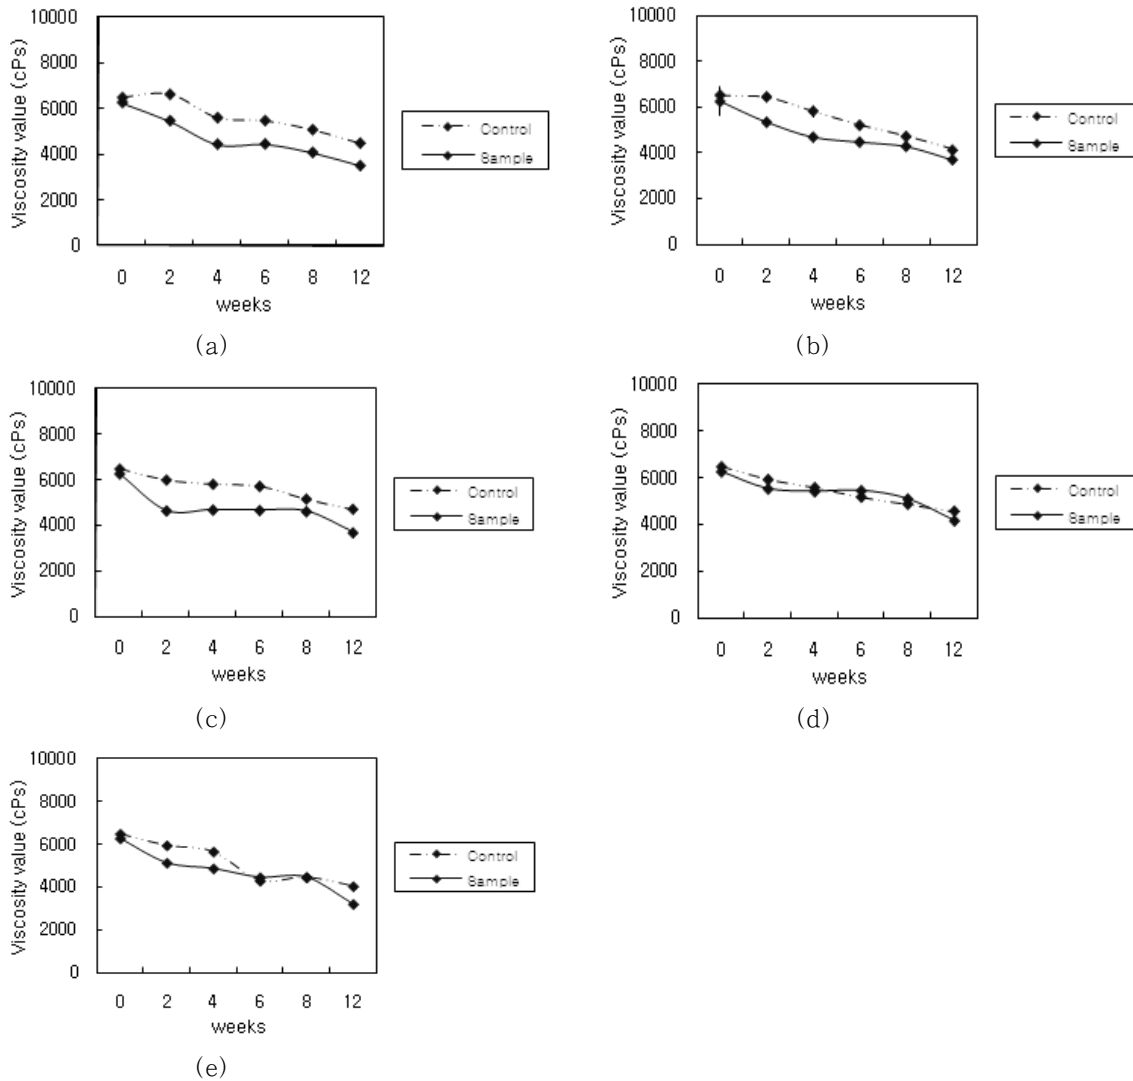 Viscosity value (cPs)
10000
8000
6000
4000
2000
0
0 2 4 6 8 12
weeks
Control
Sample
(a)
Viscosity value (cPs)
10000
8000
6000
4000
2000
0
0 2 4 6 8 12
weeks
Control
Sample
(b)
Viscosity value (cPs)
10000
8000
6000
4000
2000
0
0 2 4 6 8 12
weeks
Control
Sample
(c)
Viscosity value (cPs)
10000
8000
6000
4000
2000
0
0 2 4 6 8 12
weeks
Control
Sample
(d)
Viscosity value (cPs)
10000
8000
6000
4000
2000
0
0 2 4 6 8 12
weeks
Control
Sample
(e)